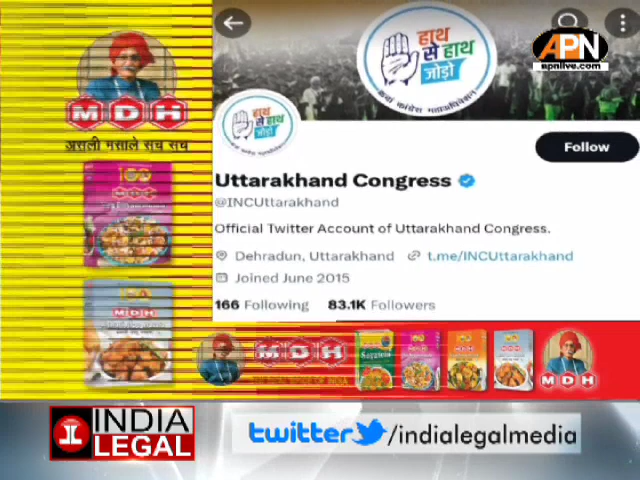 हाथ
से हाथ
जोड़ो
APN
apnlive.com
MDH
असली मसाले सच सच
हाथ
से हाथ
जोड़ो
Follow
Uttarakhand Congress
@INCUttarakhand
Official Twitter Account of Uttarakhand Congress.
Dehradun, Uttarakhand t.me/INCUttarakhand
Joined June 2015
166 Following 83.1K Followers
MDH
MDH
INDIA
LEGAL
twitter/indialegalmedia